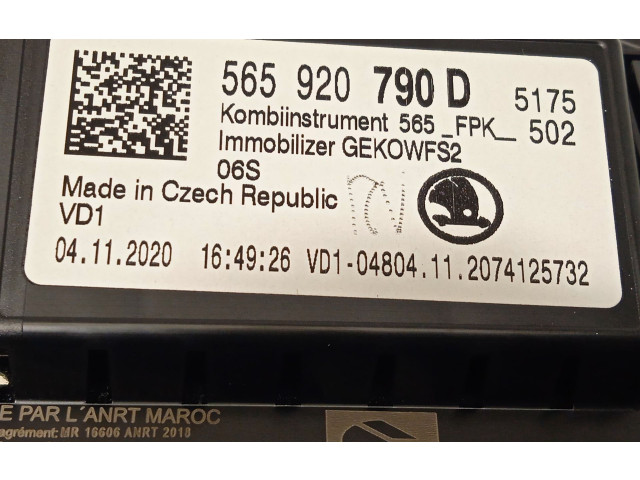 565 920 790 D 5175
Kombiinstrument 565 _FPK_ 502
Immobilizer GEKOWFS2
06S
Made in Czech Republic
VD1
04.11.2020 16:49:26 VD1-04804.11.2074125732
E PAR L'ANRT MAROC
agrément: MR 16606 ANRT 2018